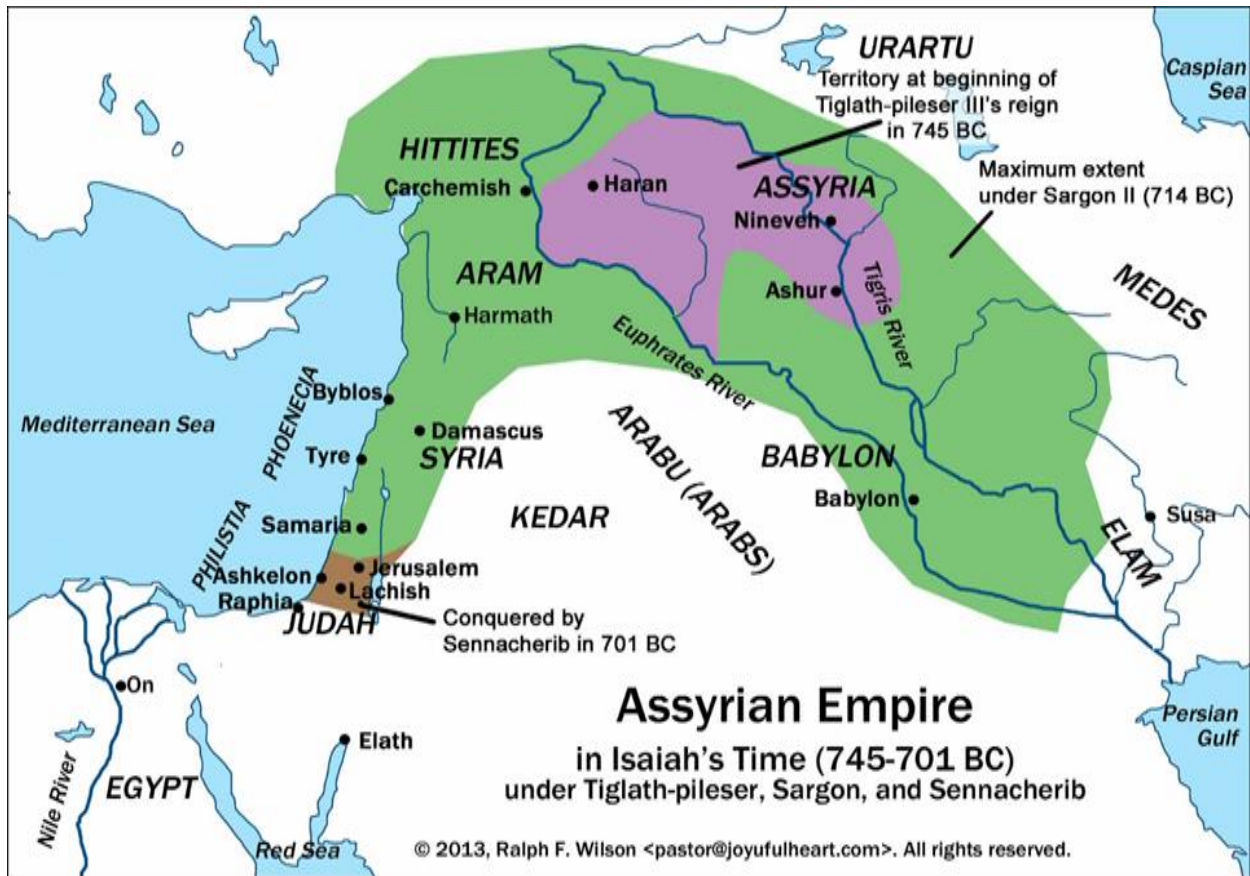 URARTU
Territory at beginning of
Tiglath-pileser III's reign
in 745 BC
Caspian
Sea
Maximum extent
under Sargon II (714 BC)
HITTITES
Carchemish
Haran
ASSYRIA
Nineveh
ARAM
Ashur
Tigris River
MEDES
Harmath
Euphrates River
Byblos
PHOENECIA
Mediterranean Sea
Damascus
Tyre
SYRIA
ARABU (ARABS)
BABYLON
Babylon
KEDAR
Samaria
PHILISTIA
Susa
ELAM
Ashkelon
Jerusalem
Lachish
Raphia
JUDAH
Conquered by
Sennacherib in 701 BC
On
Elath
Nile River
EGYPT
Red Sea
Persian
Gulf
Assyrian Empire
in Isaiah's Time (745-701 BC)
under Tiglath-pileser, Sargon, and Sennacherib
© 2013, Ralph F. Wilson <pastor@joyufulheart.com>. All rights reserved.